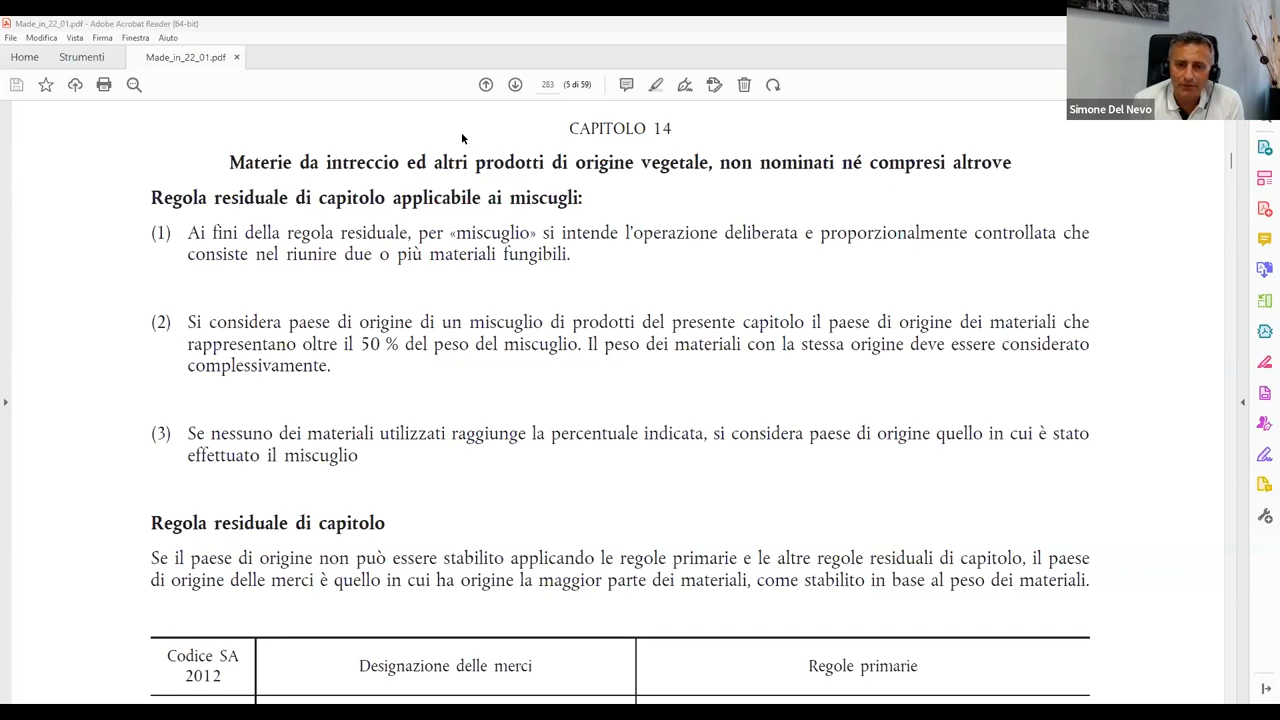 Made_in_22_01.pdf - Adobe Acrobat Reader (64-bit)
File Modifica Vista Firma Finestra Aiuto
Home Strumenti Made_in_22_01.pdf ×
283 (5 di 59)
Simone Del Nevo
CAPITOLO 14
Materie da intreccio ed altri prodotti di origine vegetale, non nominati né compresi altrove
Regola residuale di capitolo applicabile ai miscugli:
(1) Ai fini della regola residuale, per «miscuglio» si intende l’operazione deliberata e proporzionalmente controllata che
consiste nel riunire due o più materiali fungibili.
(2) Si considera paese di origine di un miscuglio di prodotti del presente capitolo il paese di origine dei materiali che
rappresentano oltre il 50 % del peso del miscuglio. Il peso dei materiali con la stessa origine deve essere considerato
complessivamente.
(3) Se nessuno dei materiali utilizzati raggiunge la percentuale indicata, si considera paese di origine quello in cui è stato
effettuato il miscuglio
Regola residuale di capitolo
Se il paese di origine non può essere stabilito applicando le regole primarie e le altre regole residuali di capitolo, il paese
di origine delle merci è quello in cui ha origine la maggior parte dei materiali, come stabilito in base al peso dei materiali.
Codice SA
2012
Designazione delle merci
Regole primarie